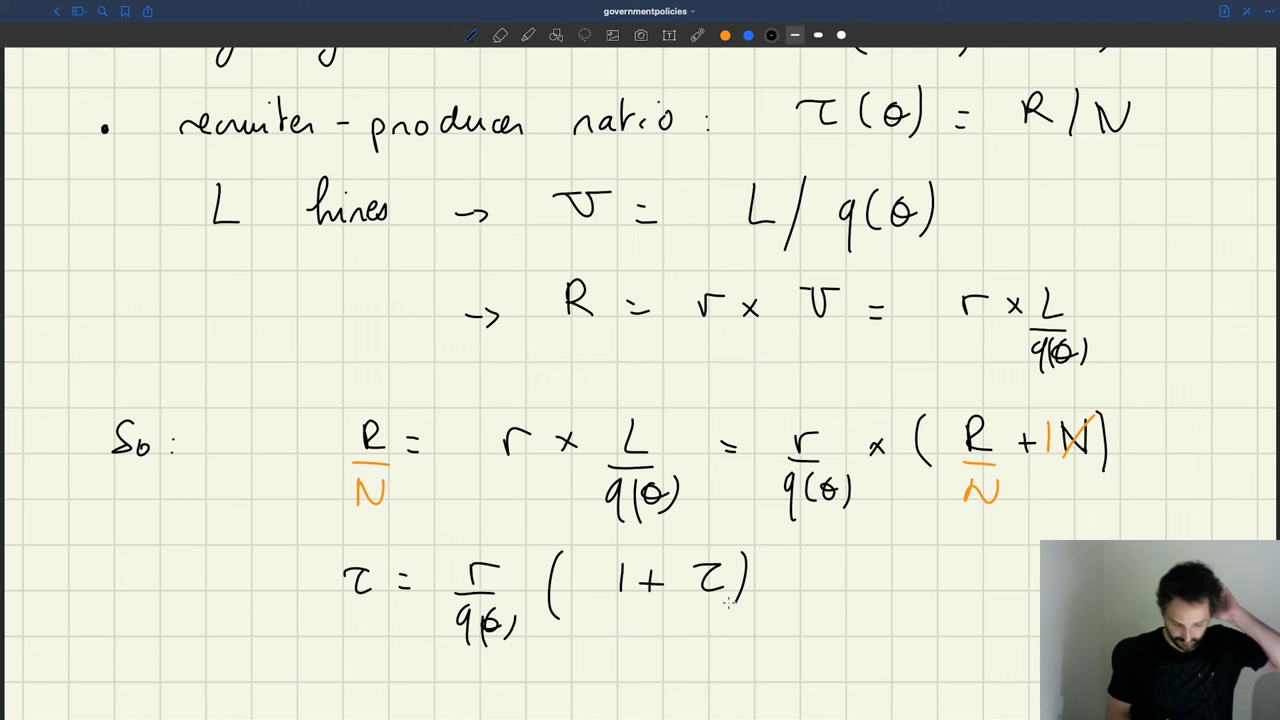 governmentpolicies
• recruiter - producer ratio : τ(θ) = R/N
L hires → v = L/q(θ)
→ R = r × v = r × L/q(θ)
So : R/N = r × L/q(θ) = r/q(θ) × (R/N + 1 N)
τ = r/q(θ) (1 + τ)